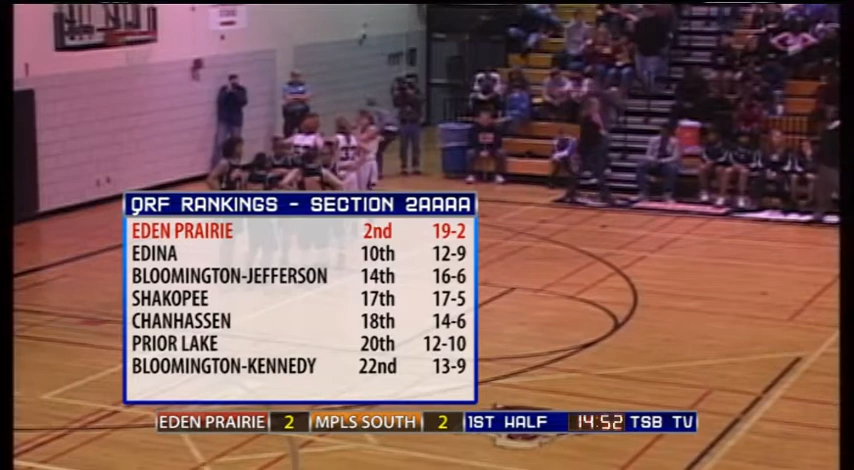 QRF RANKINGS - SECTION 2AAAA
EDEN PRAIRIE 2nd 19-2
EDINA 10th 12-9
BLOOMINGTON-JEFFERSON 14th 16-6
SHAKOPEE 17th 17-5
CHANHASSEN 18th 14-6
PRIOR LAKE 20th 12-10
BLOOMINGTON-KENNEDY 22nd 13-9
EDEN PRAIRIE 2 MPLS SOUTH 2 1ST HALF 14:52 TSB TV